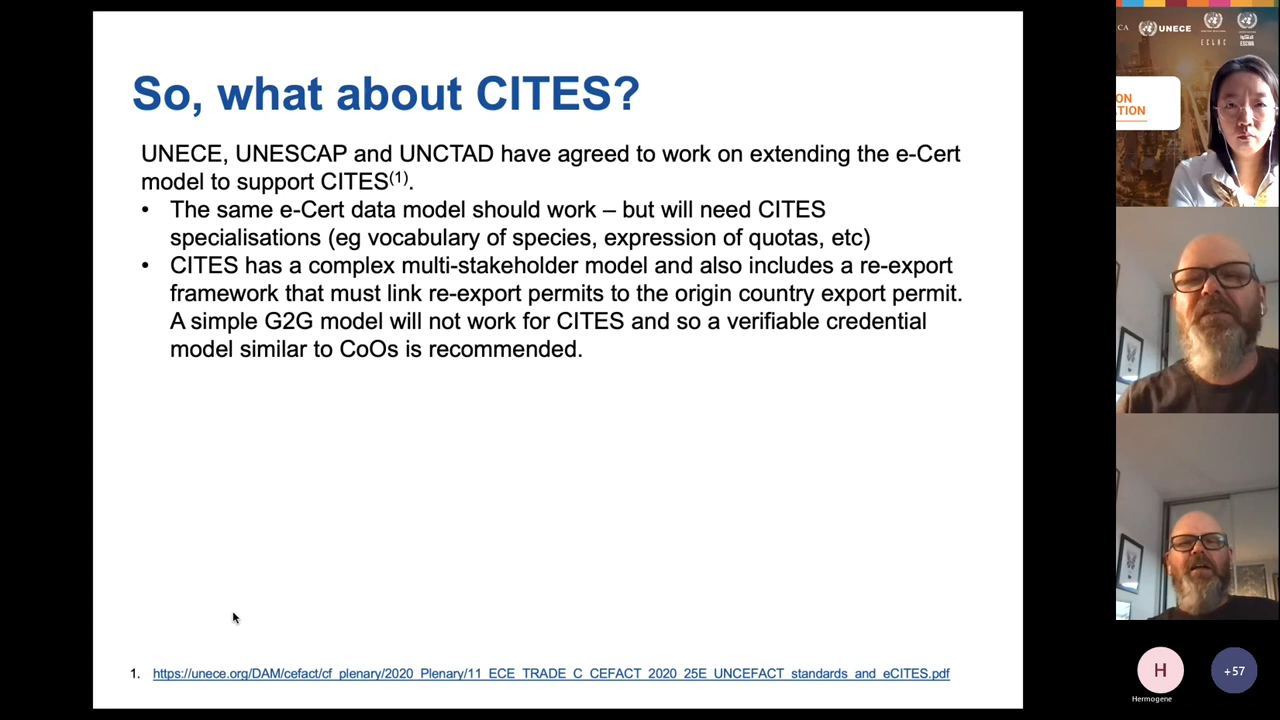 So, what about CITES?
UNECE, UNESCAP and UNCTAD have agreed to work on extending the e-Cert
model to support CITES(1).
• The same e-Cert data model should work – but will need CITES
specialisations (eg vocabulary of species, expression of quotas, etc)
• CITES has a complex multi-stakeholder model and also includes a re-export
framework that must link re-export permits to the origin country export permit.
A simple G2G model will not work for CITES and so a verifiable credential
model similar to CoOs is recommended.
1. https://unece.org/DAM/cefact/cf_plenary/2020_Plenary/11_ECE_TRADE_C_CEFACT_2020_25E_UNCEFACT_standards_and_eCITES.pdf
CA
UNECE
ECLAC
ESCWA
ON
TION
H
Hermogene
+57